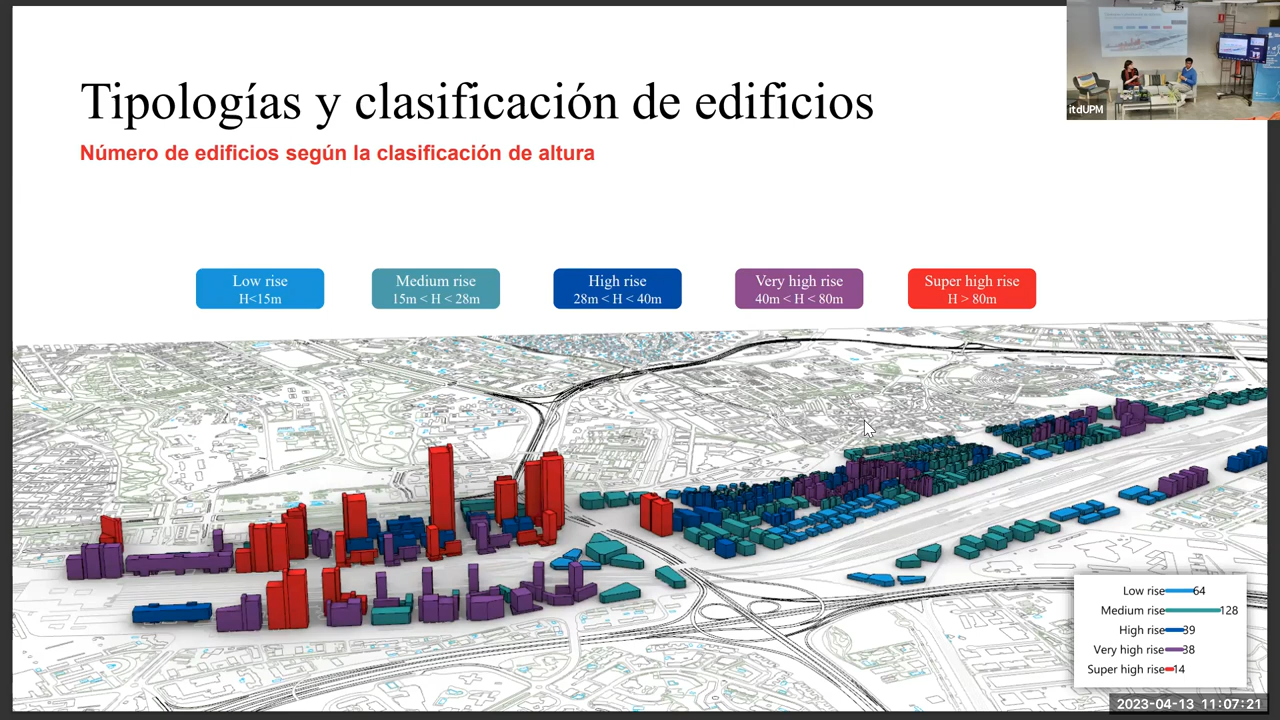 Tipologías y clasificación de edificios
Número de edificios según la clasificación de altura
itdUPM
Low rise
H<15m
Medium rise
15m < H < 28m
High rise
28m < H < 40m
Very high rise
40m < H < 80m
Super high rise
H > 80m
Low rise 64
Medium rise 128
High rise 39
Very high rise 38
Super high rise 14
2023-04-13 11:07:21